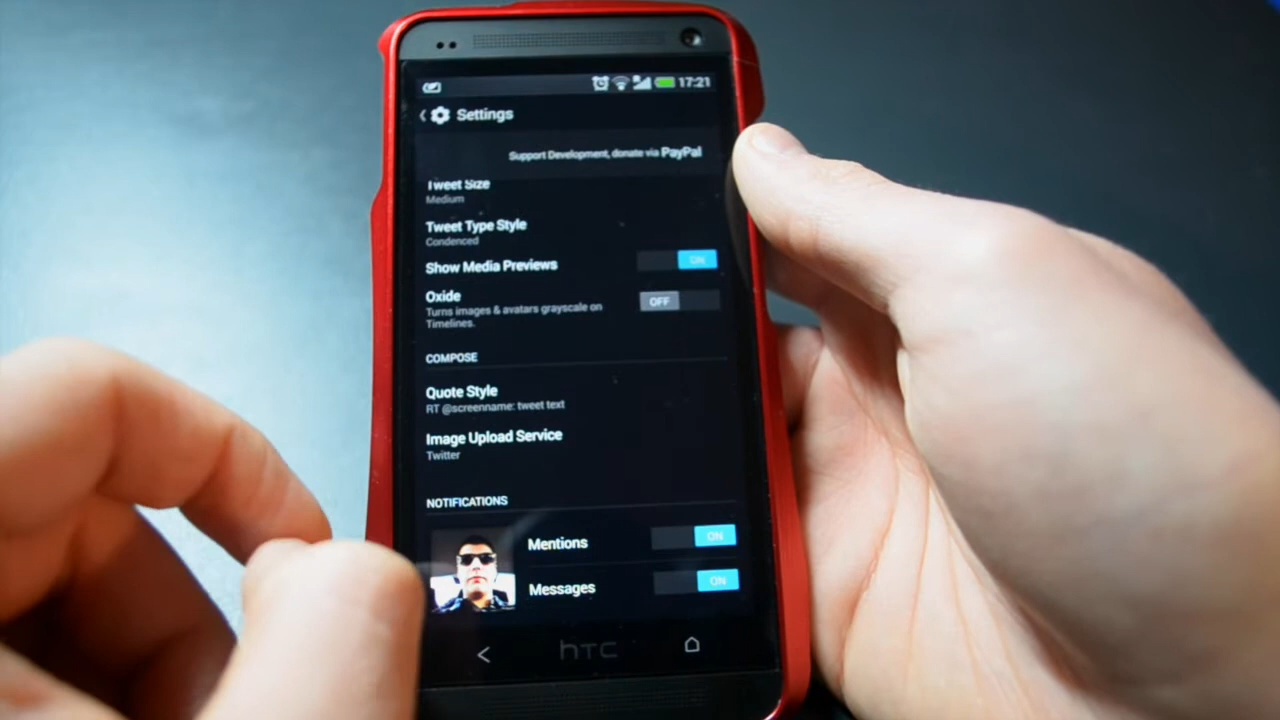 17:21
Settings
Support Development, donate via PayPal
Tweet Size
Medium
Tweet Type Style
Condensed
Show Media Previews
ON
Oxide
OFF
Turns images & avatars grayscale on
Timelines.
COMPOSE
Quote Style
RT @screenname: tweet text
Image Upload Service
Twitter
NOTIFICATIONS
Mentions
ON
Messages
ON
hTC